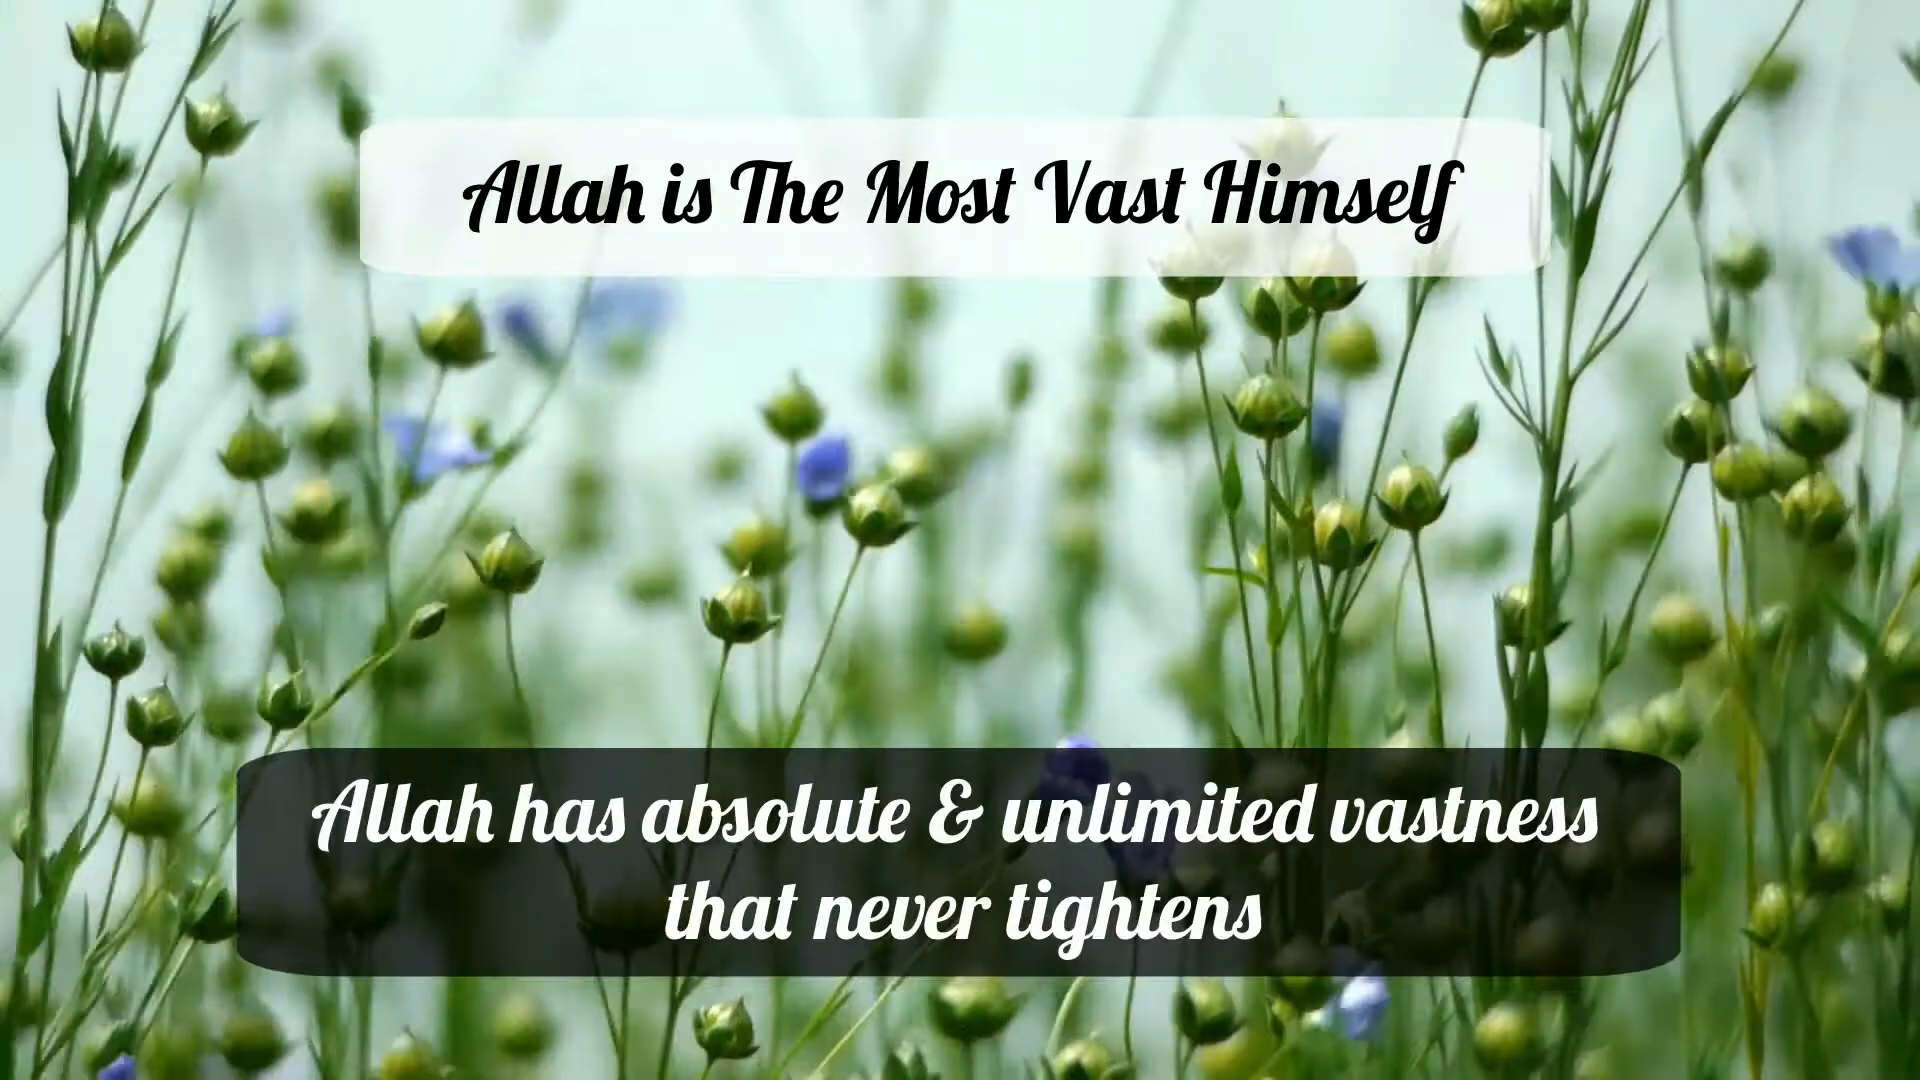 Allah is The Most Vast Himself
Allah has absolute & unlimited vastness
that never tightens